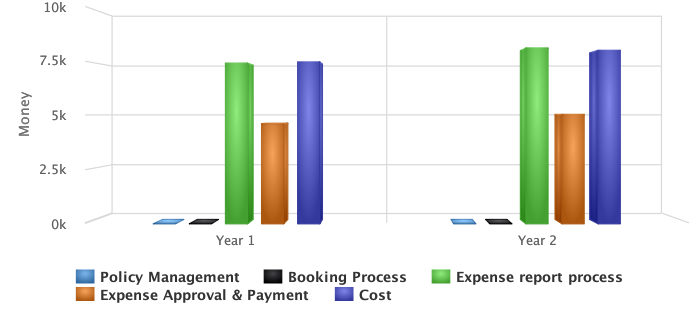 10k
7.5k
5k
2.5k
0k
Money
Year 1 Year 2
Policy Management Booking Process Expense report process
Expense Approval & Payment Cost